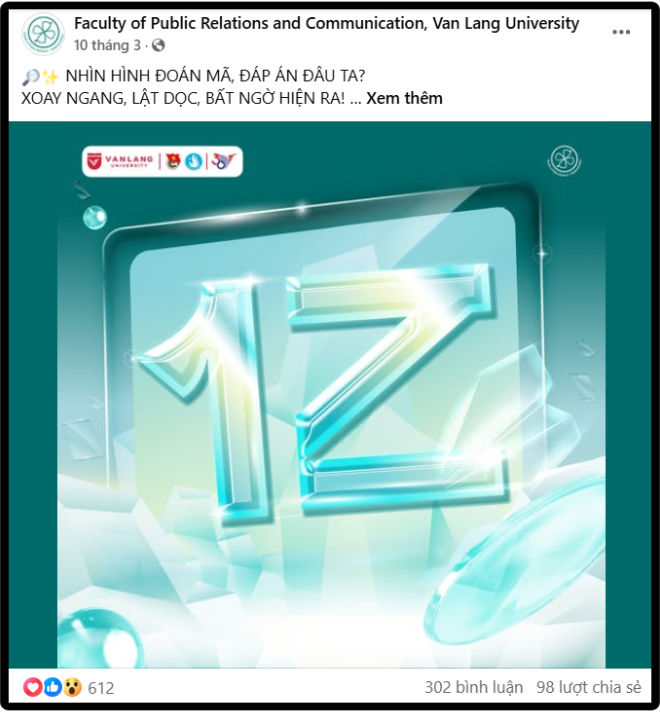 Faculty of Public Relations and Communication, Van Lang University
10 tháng 3 ·
🔎✨ NHÌN HÌNH ĐOÁN MÃ, ĐÁP ÁN ĐÂU TA?
XOAY NGANG, LẬT DỌC, BẤT NGỜ HIỆN RA! ... Xem thêm
VANLANG
UNIVERSITY
1Z
612
302 bình luận 98 lượt chia sẻ